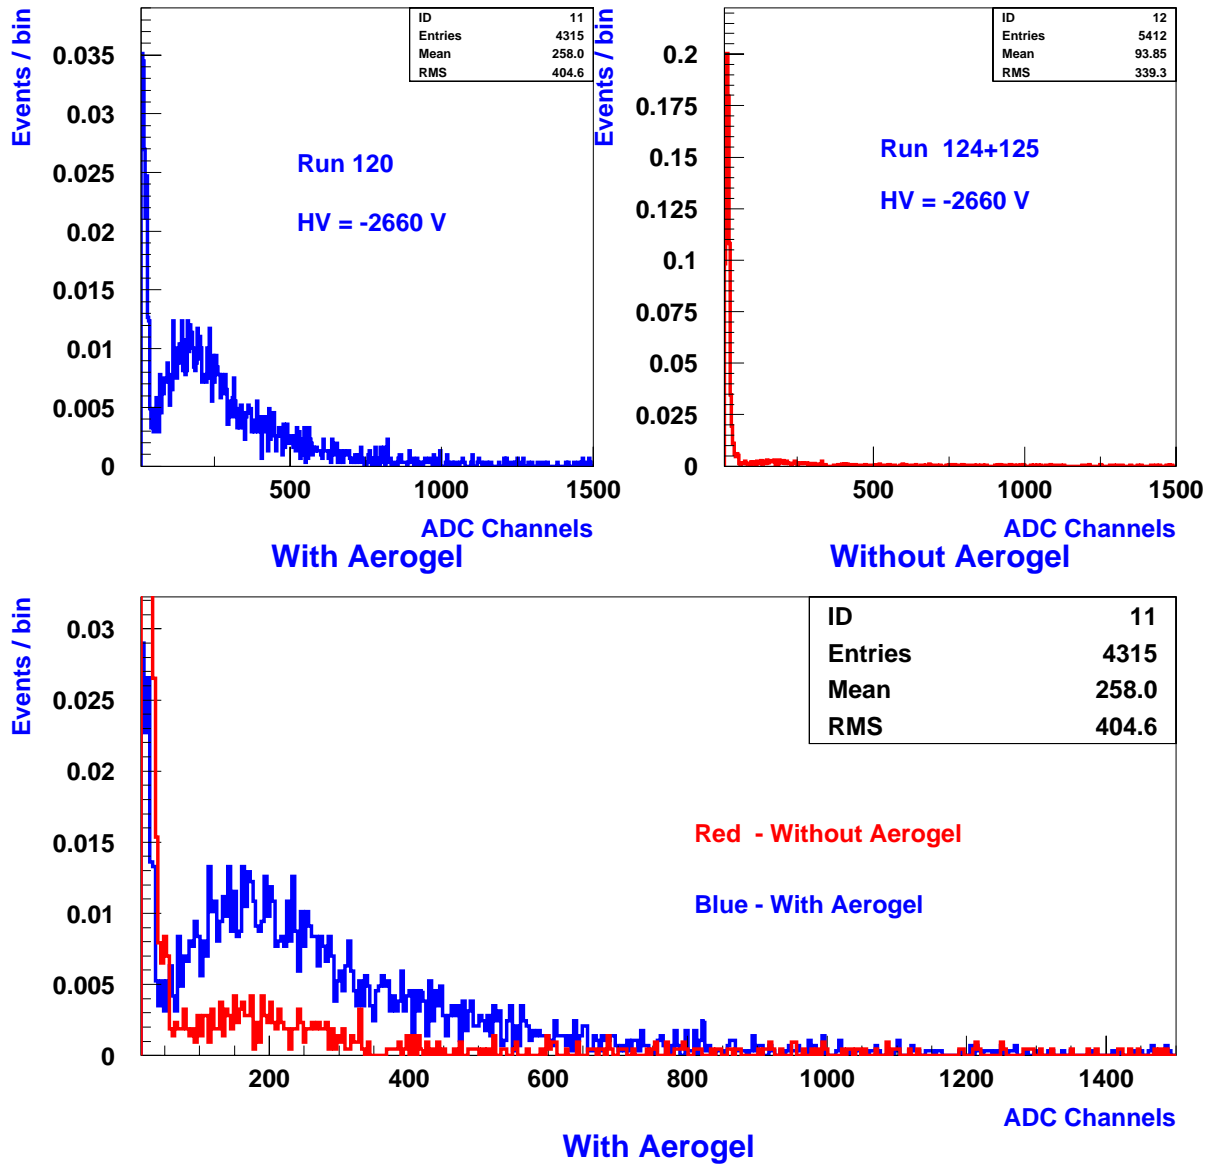 Events / bin
ID 11
Entries 4315
Mean 258.0
RMS 404.6
0.035
0.03
0.025
0.02
0.015
0.01
0.005
0
Run 120
HV = -2660 V
500 1000 1500
ADC Channels
With Aerogel
Events / bin
ID 12
Entries 5412
Mean 93.85
RMS 339.3
0.2
0.175
0.15
0.125
0.1
0.075
0.05
0.025
0
Run 124+125
HV = -2660 V
500 1000 1500
ADC Channels
Without Aerogel
Events / bin
ID 11
Entries 4315
Mean 258.0
RMS 404.6
0.03
0.025
0.02
0.015
0.01
0.005
0
Red - Without Aerogel
Blue - With Aerogel
200 400 600 800 1000 1200 1400
ADC Channels
With Aerogel